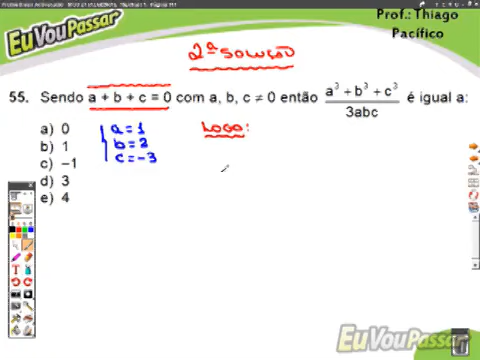 Prof.: Thiago
Pacífico
EuVouPassar
2ª SOLUÇÃO
55. Sendo a + b + c = 0 com a, b, c ≠ 0 então (a³ + b³ + c³)/3abc é igual a:
a) 0
b) 1
c) −1
d) 3
e) 4
a = 1
b = 2
c = −3
LOGO:
EuVouPassar